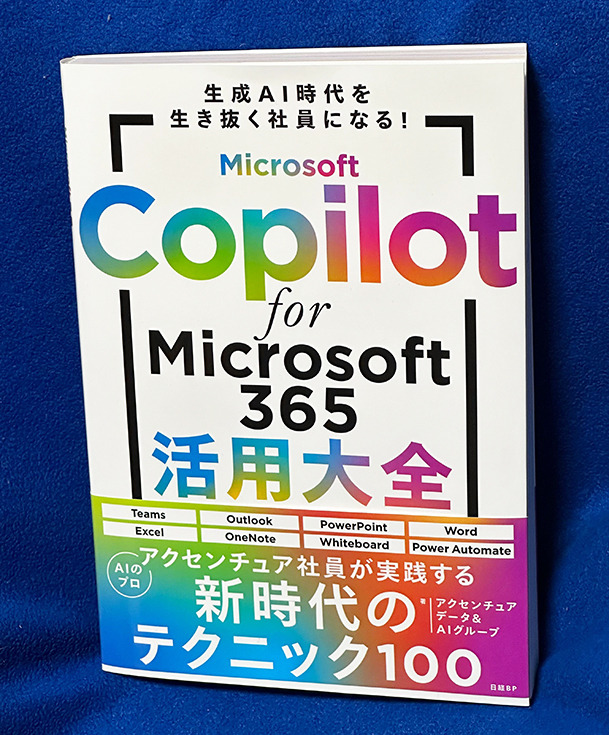 生成AI時代を
生き抜く社員になる!
Microsoft
Copilot
for
Microsoft
365
活用大全
Teams
Outlook
PowerPoint
Word
Excel
OneNote
Whiteboard
Power Automate
AIの
プロ
アクセンチュア社員が実践する
新時代の
テクニック100
著
アクセンチュア
データ&
AIグループ
日経BP